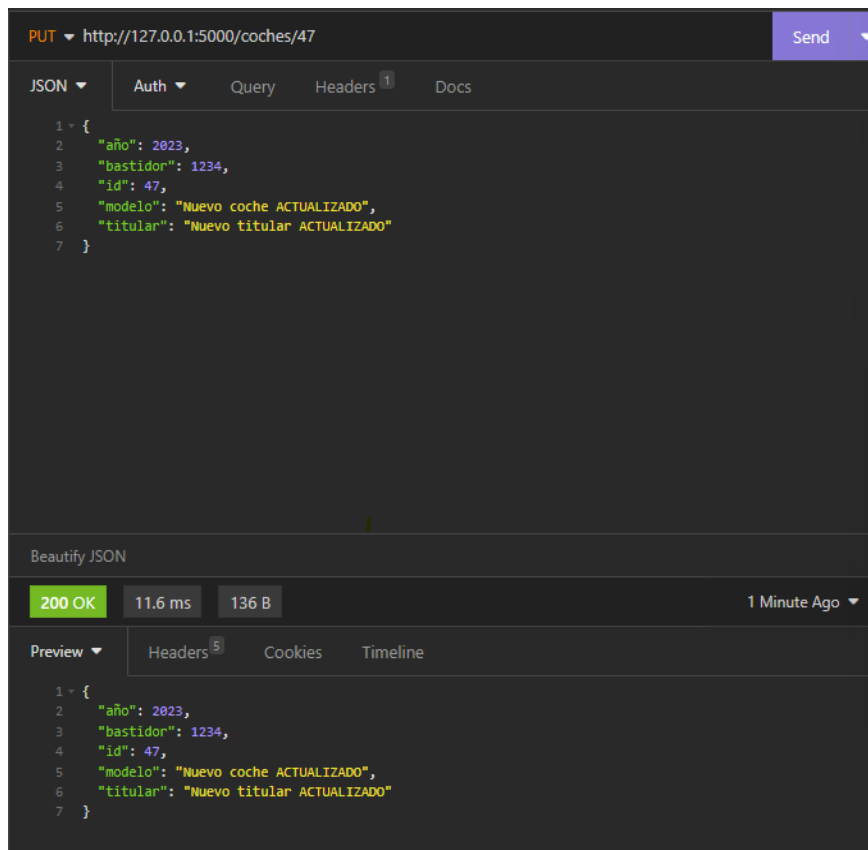 PUT http://127.0.0.1:5000/coches/47 Send
JSON Auth Query Headers 1 Docs
1 {
2 "año": 2023,
3 "bastidor": 1234,
4 "id": 47,
5 "modelo": "Nuevo coche ACTUALIZADO",
6 "titular": "Nuevo titular ACTUALIZADO"
7 }
Beautify JSON
200 OK 11.6 ms 136 B 1 Minute Ago
Preview Headers 5 Cookies Timeline
1 {
2 "año": 2023,
3 "bastidor": 1234,
4 "id": 47,
5 "modelo": "Nuevo coche ACTUALIZADO",
6 "titular": "Nuevo titular ACTUALIZADO"
7 }